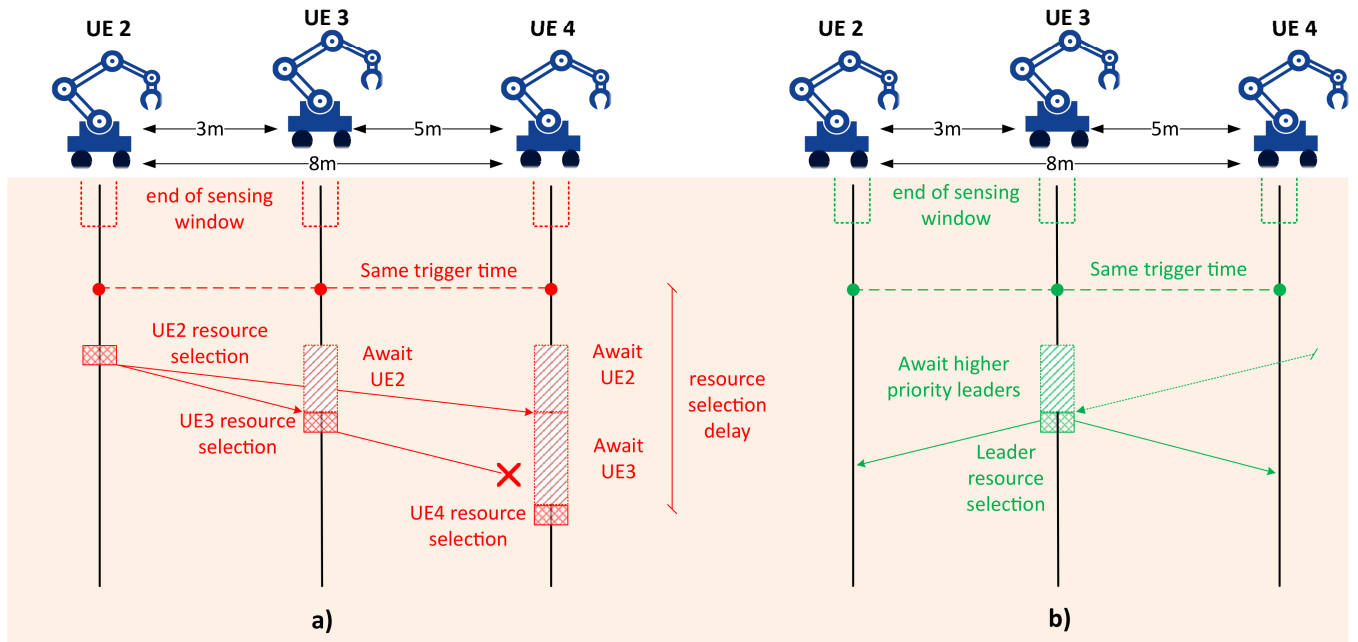 UE 2
UE 3
UE 4
3m
5m
8m
end of sensing
window
Same trigger time
UE2 resource
selection
Await
UE2
Await
UE2
resource
selection
delay
UE3 resource
selection
Await
UE3
UE4 resource
selection
a)
UE 2
UE 3
UE 4
3m
5m
8m
end of sensing
window
Same trigger time
Await higher
priority leaders
Leader
resource
selection
b)